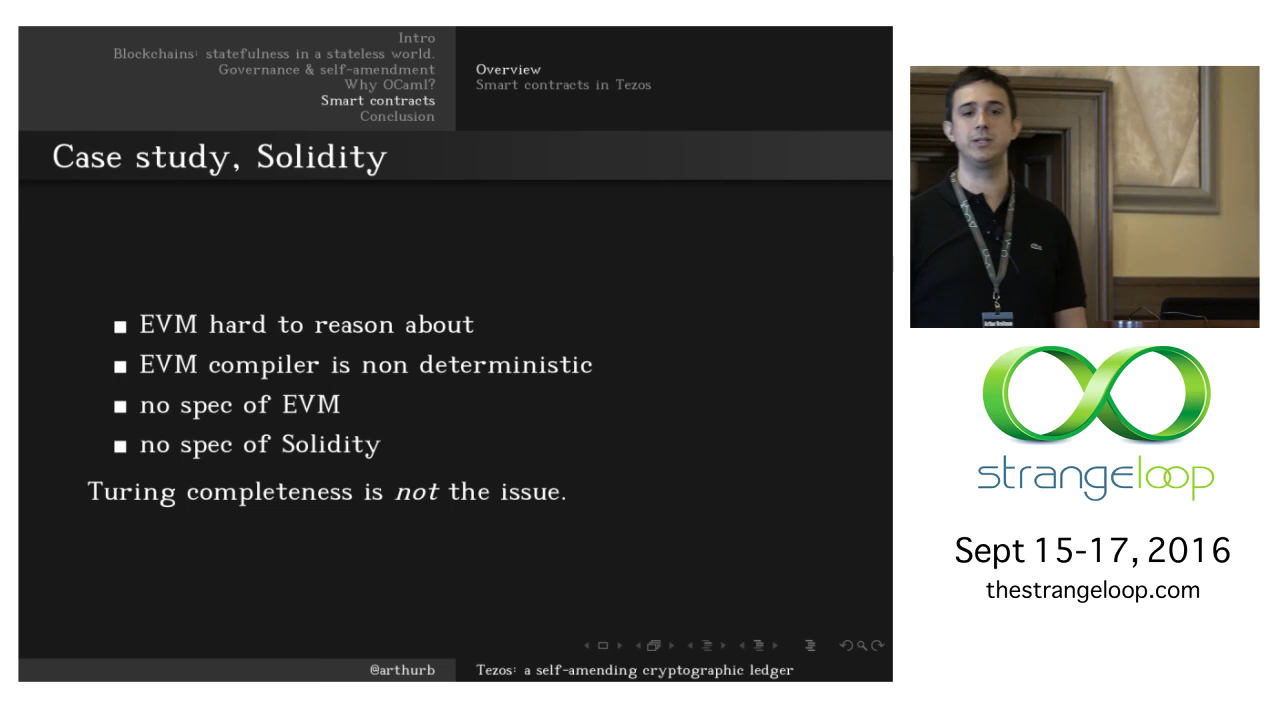 Intro
Blockchains: statefulness in a stateless world.
Governance & self-amendment
Why OCaml?
Smart contracts
Conclusion
Overview
Smart contracts in Tezos
Case study, Solidity
EVM hard to reason about
EVM compiler is non deterministic
no spec of EVM
no spec of Solidity
Turing completeness is not the issue.
@arthurb
Tezos: a self-amending cryptographic ledger
strangeloop
Sept 15-17, 2016
thestrangeloop.com